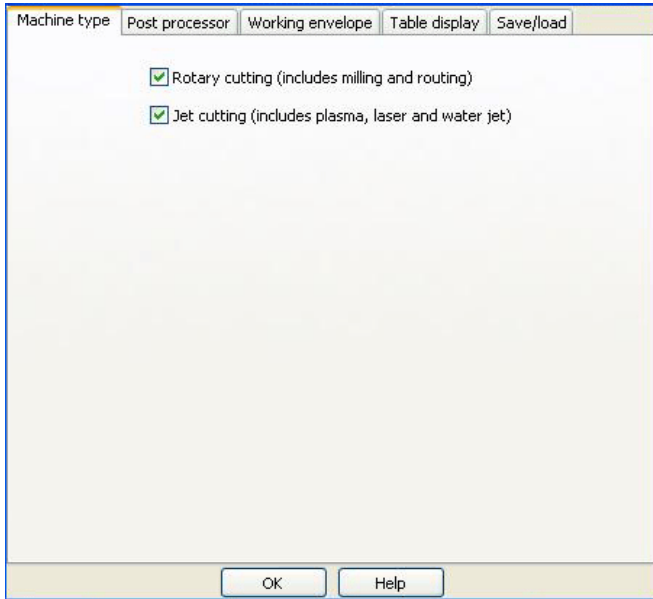 Machine type Post processor Working envelope Table display Save/load
Rotary cutting (includes milling and routing)
Jet cutting (includes plasma, laser and water jet)
OK Help